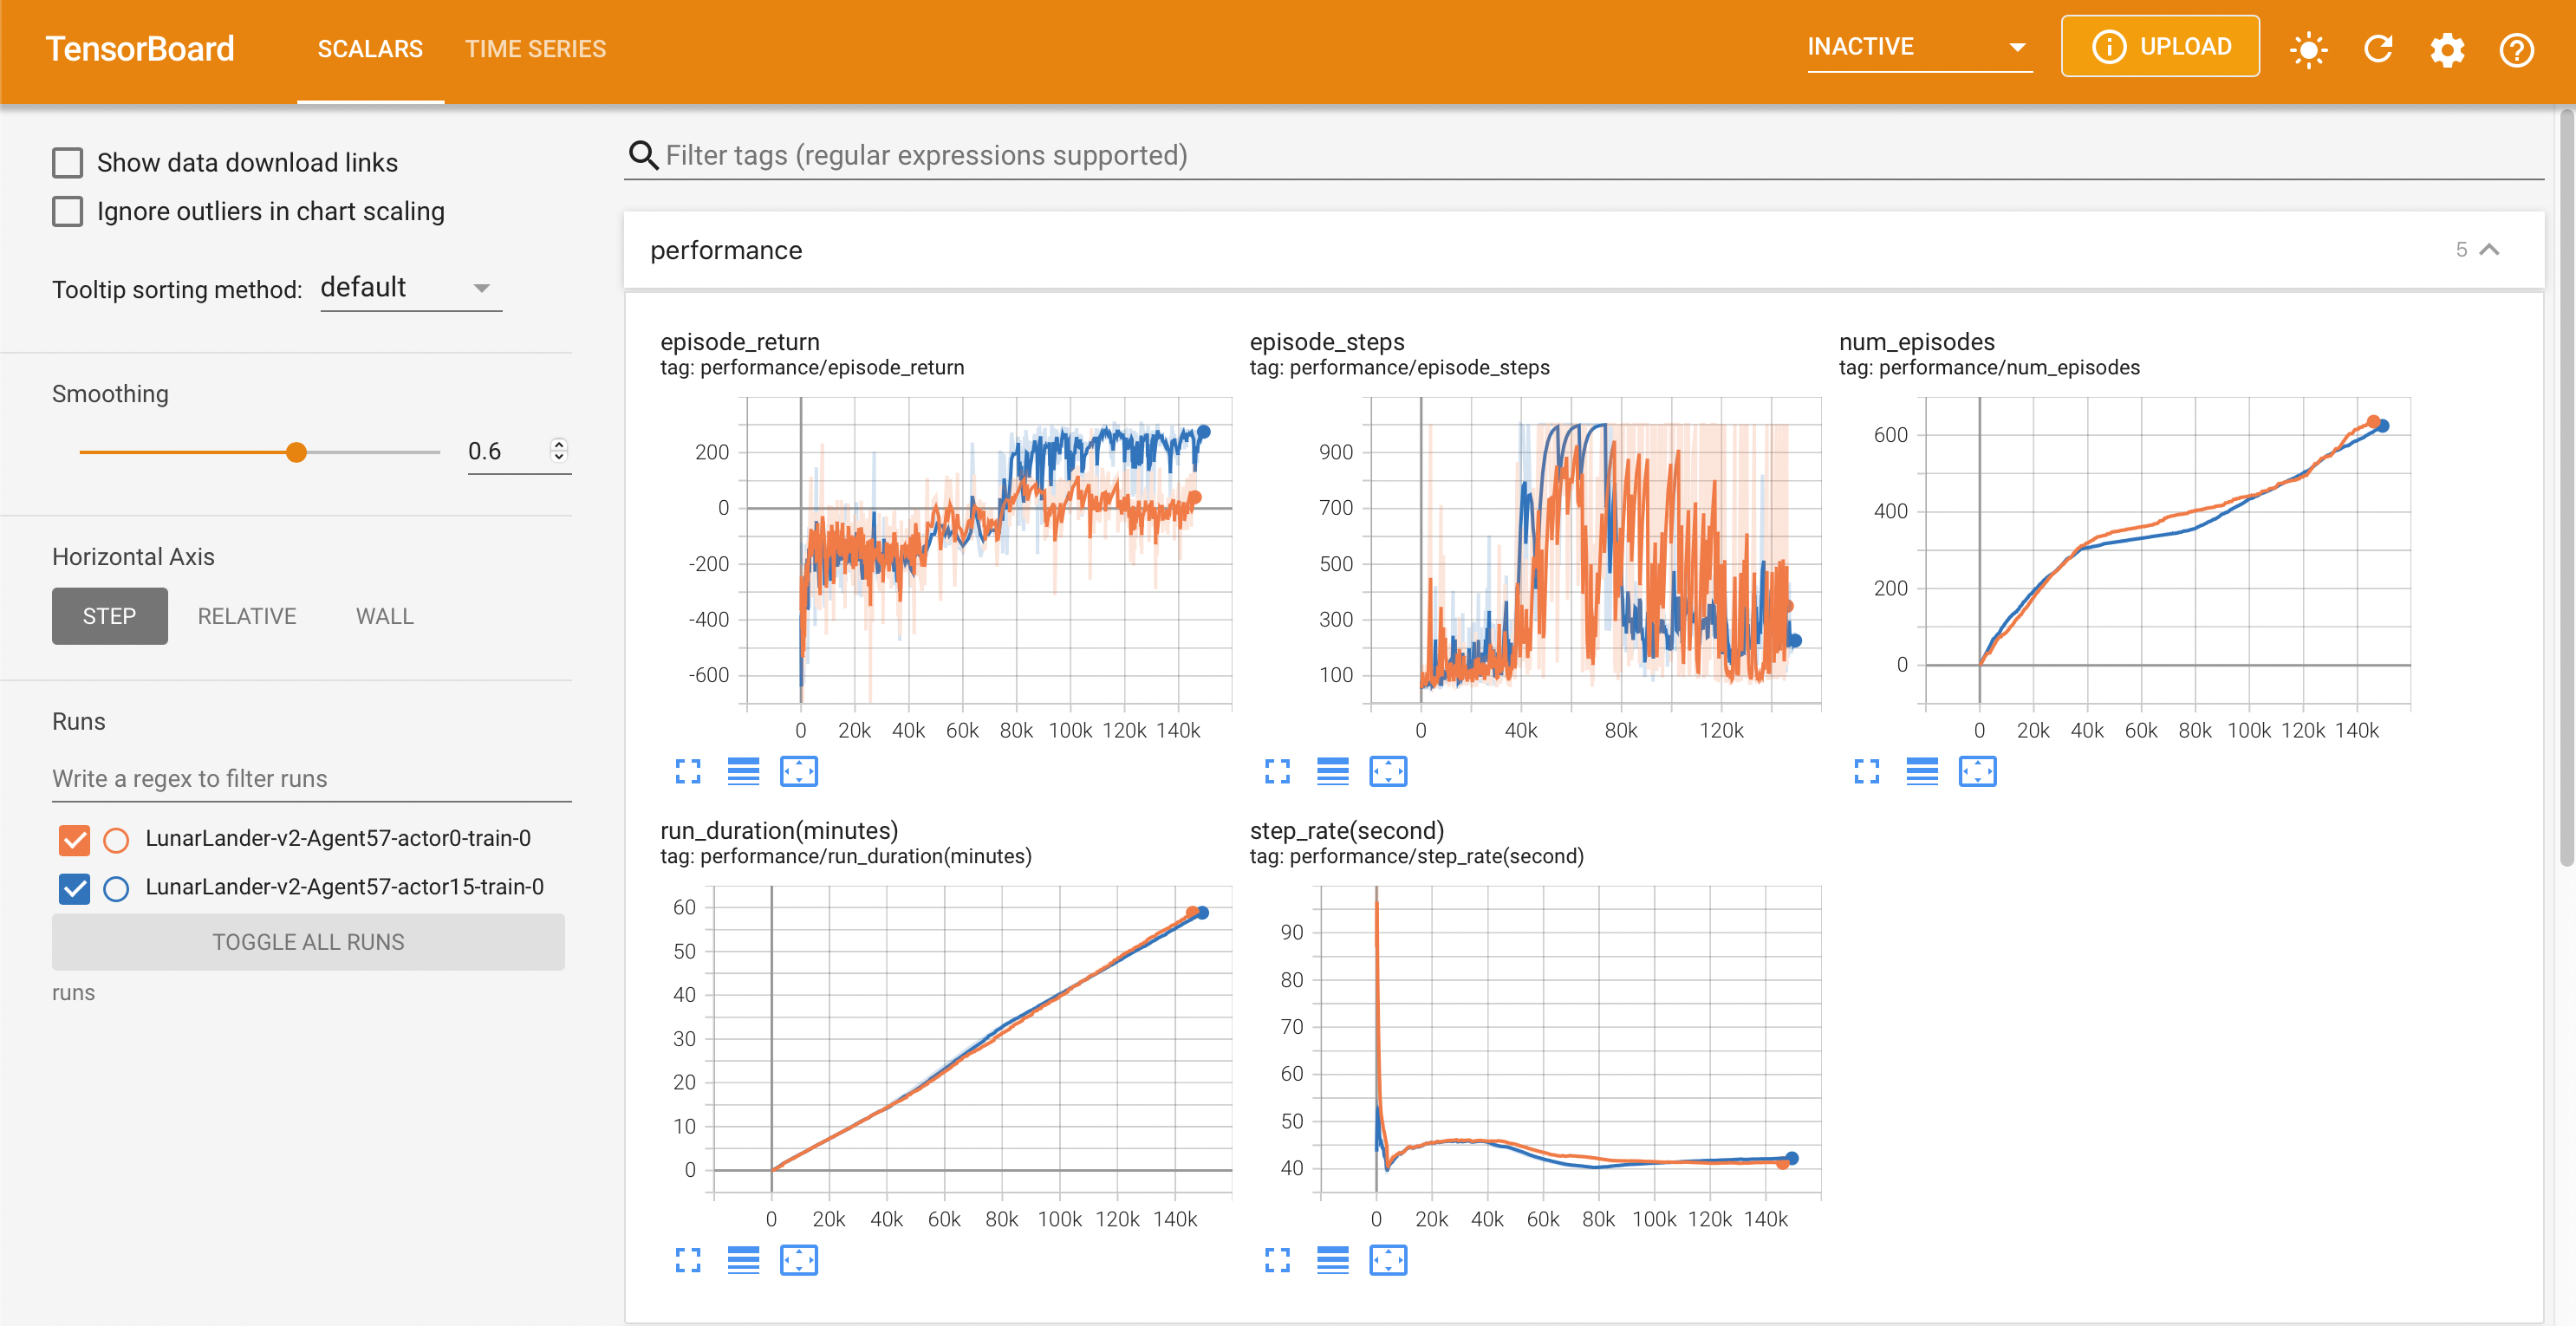 TensorBoard SCALARS TIME SERIES INACTIVE UPLOAD
Show data download links
Ignore outliers in chart scaling
Tooltip sorting method: default
Smoothing
0.6
Horizontal Axis
STEP RELATIVE WALL
Runs
Write a regex to filter runs
LunarLander-v2-Agent57-actor0-train-0
LunarLander-v2-Agent57-actor15-train-0
TOGGLE ALL RUNS
runs
Filter tags (regular expressions supported)
performance 5
episode_return
tag: performance/episode_return
200
0
-200
-400
-600
0 20k 40k 60k 80k 100k 120k 140k
episode_steps
tag: performance/episode_steps
900
700
500
300
100
0 40k 80k 120k
num_episodes
tag: performance/num_episodes
600
400
200
0
0 20k 40k 60k 80k 100k 120k 140k
run_duration(minutes)
tag: performance/run_duration(minutes)
60
50
40
30
20
10
0
0 20k 40k 60k 80k 100k 120k 140k
step_rate(second)
tag: performance/step_rate(second)
90
80
70
60
50
40
0 20k 40k 60k 80k 100k 120k 140k